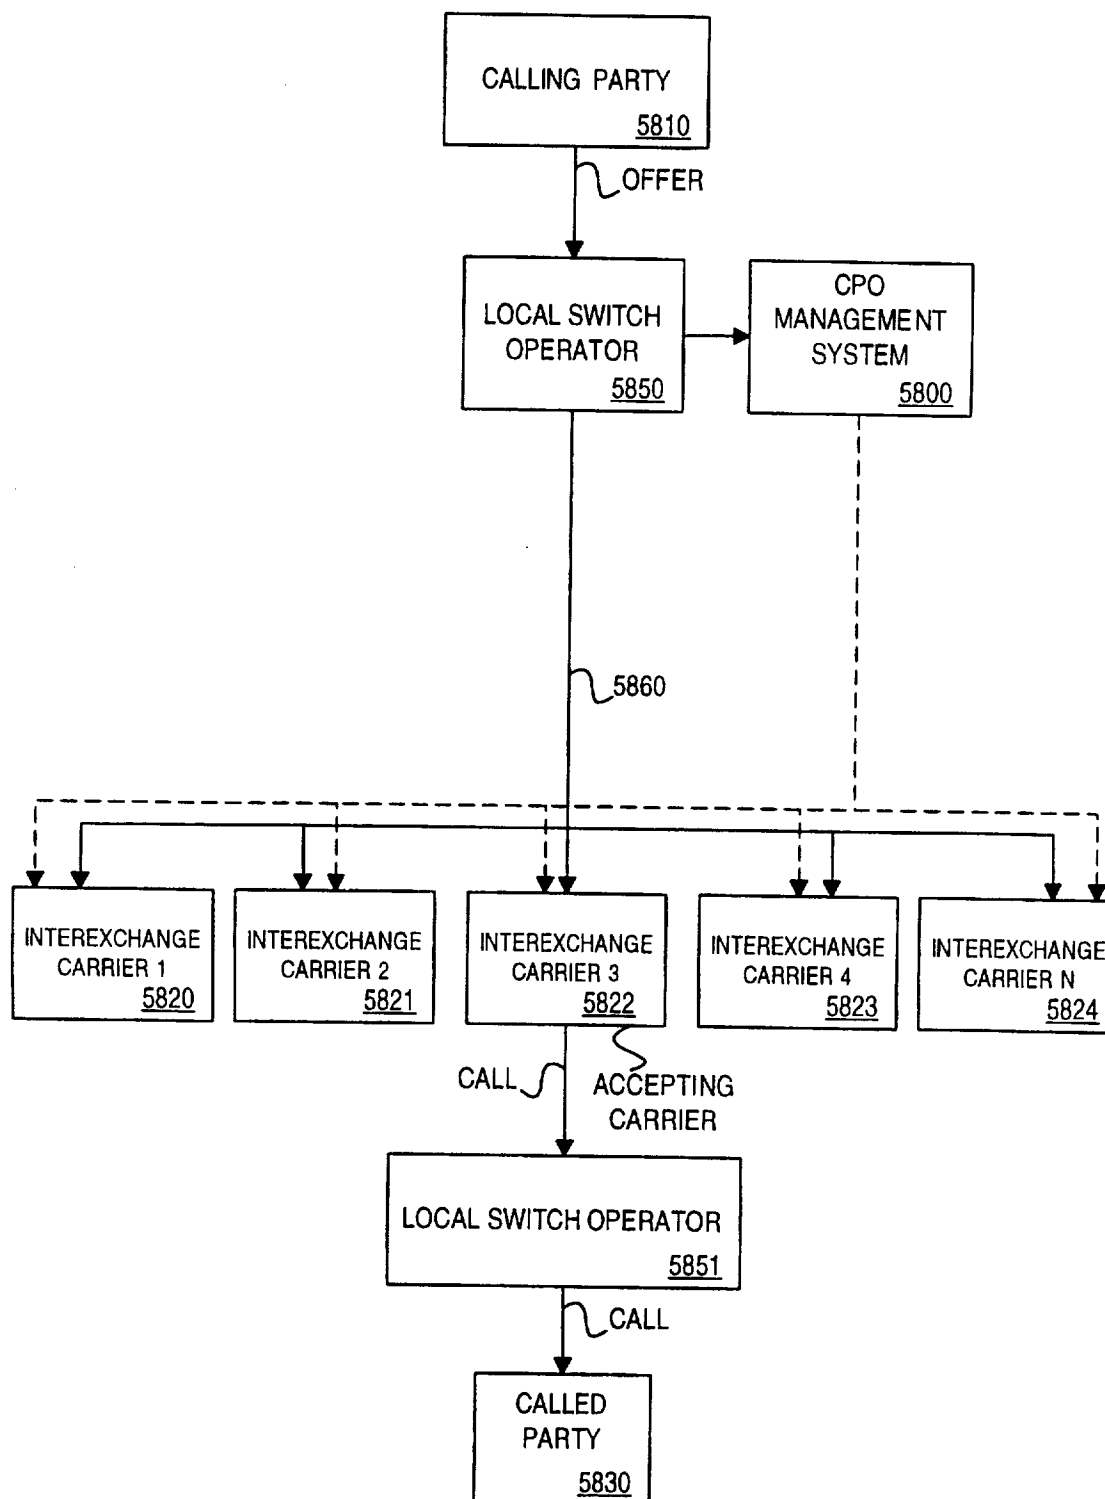 CALLING PARTY
5810
OFFER
LOCAL SWITCH
OPERATOR
5850
CPO
MANAGEMENT
SYSTEM
5800
5860
INTEREXCHANGE
CARRIER 1
5820
INTEREXCHANGE
CARRIER 2
5821
INTEREXCHANGE
CARRIER 3
5822
INTEREXCHANGE
CARRIER 4
5823
INTEREXCHANGE
CARRIER N
5824
CALL
ACCEPTING
CARRIER
LOCAL SWITCH OPERATOR
5851
CALL
CALLED
PARTY
5830